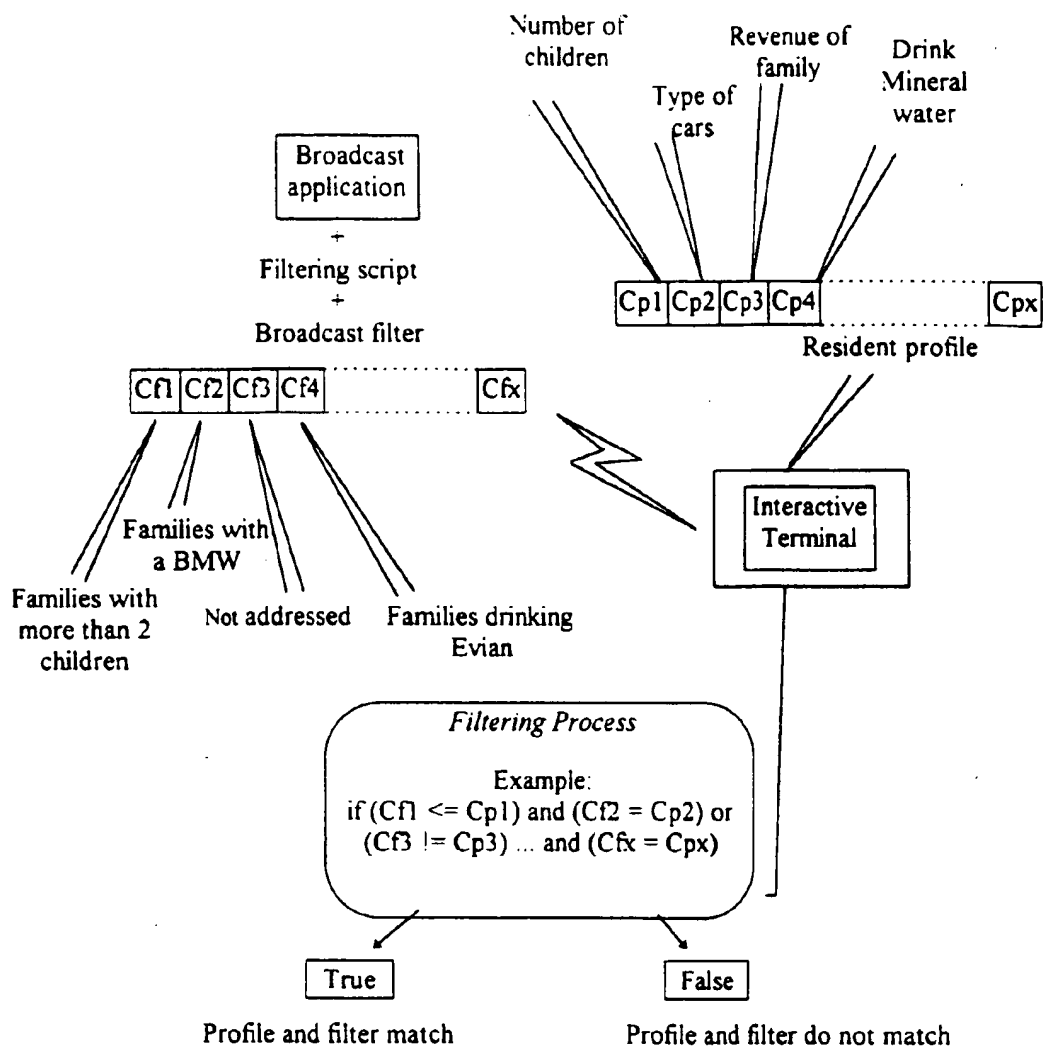 Number of
children
Revenue of
family
Drink
Mineral
water
Type of
cars
Broadcast
application
+
Filtering script
+
Broadcast filter
Cp1 Cp2 Cp3 Cp4 Cpx
Resident profile
Cf1 Cf2 Cf3 Cf4 Cfx
Interactive
Terminal
Families with
a BMW
Families with
more than 2
children
Not addressed
Families drinking
Evian
Filtering Process
Example:
if (Cf1 <= Cp1) and (Cf2 = Cp2) or
(Cf3 != Cp3) ... and (Cfx = Cpx)
True
False
Profile and filter match
Profile and filter do not match